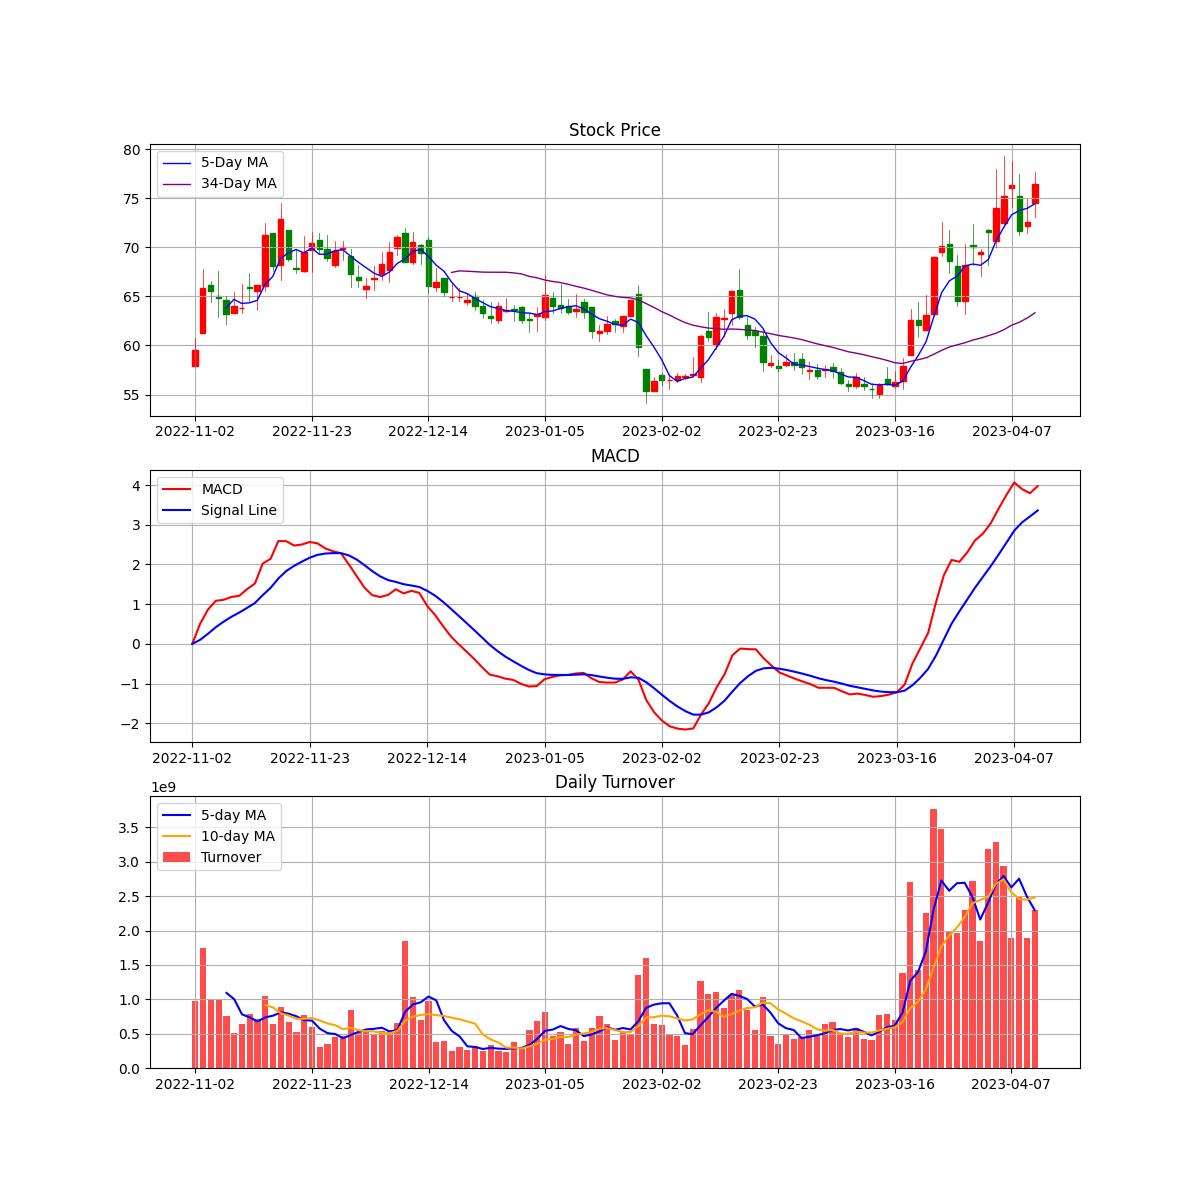 Stock Price
80
75
70
65
60
55
5-Day MA
34-Day MA
2022-11-02 2022-11-23 2022-12-14 2023-01-05 2023-02-02 2023-02-23 2023-03-16 2023-04-07
MACD
4
3
2
1
0
−1
−2
MACD
Signal Line
2022-11-02 2022-11-23 2022-12-14 2023-01-05 2023-02-02 2023-02-23 2023-03-16 2023-04-07
Daily Turnover
1e9
3.5
3.0
2.5
2.0
1.5
1.0
0.5
0.0
5-day MA
10-day MA
Turnover
2022-11-02 2022-11-23 2022-12-14 2023-01-05 2023-02-02 2023-02-23 2023-03-16 2023-04-07